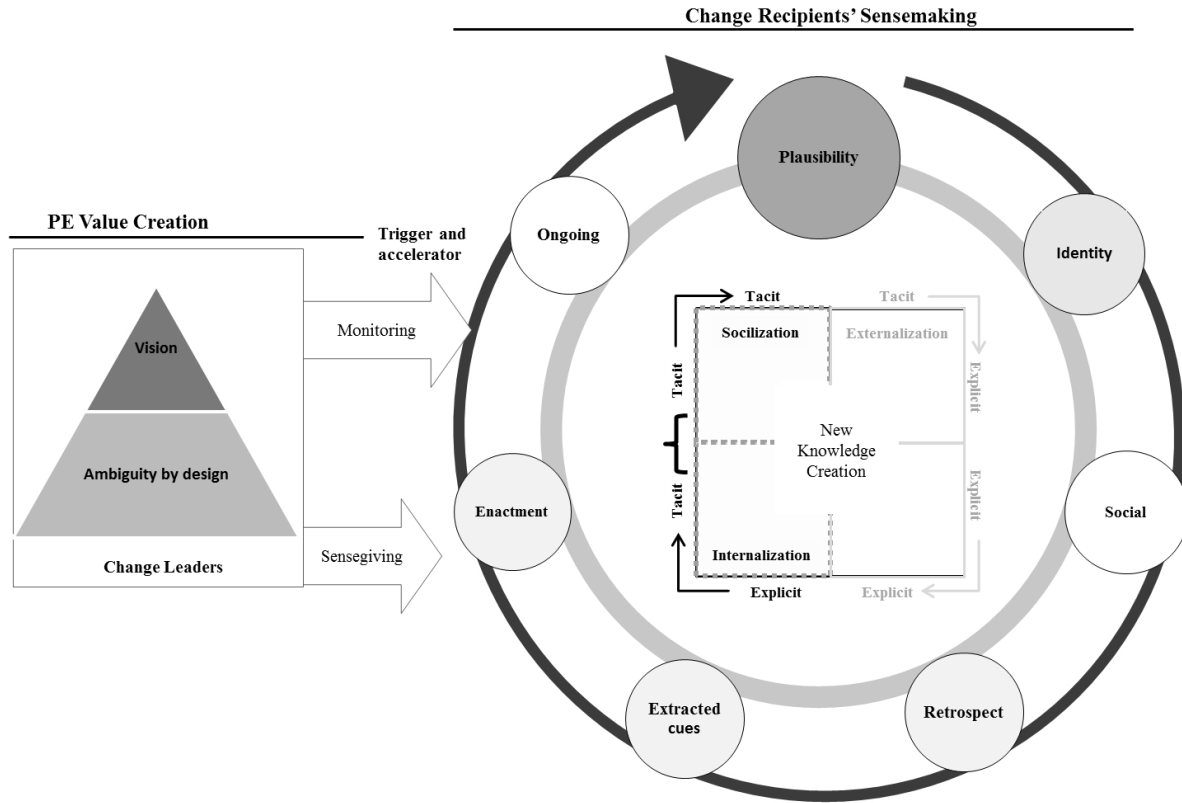 Change Recipients’ Sensemaking
PE Value Creation
Trigger and
accelerator
Monitoring
Sensegiving
Vision
Ambiguity by design
Change Leaders
Plausibility
Identity
Social
Retrospect
Extracted
cues
Enactment
Ongoing
Tacit
Tacit
Socilization
Externalization
Tacit
Explicit
New
Knowledge
Creation
Tacit
Explicit
Internalization
Explicit
Explicit